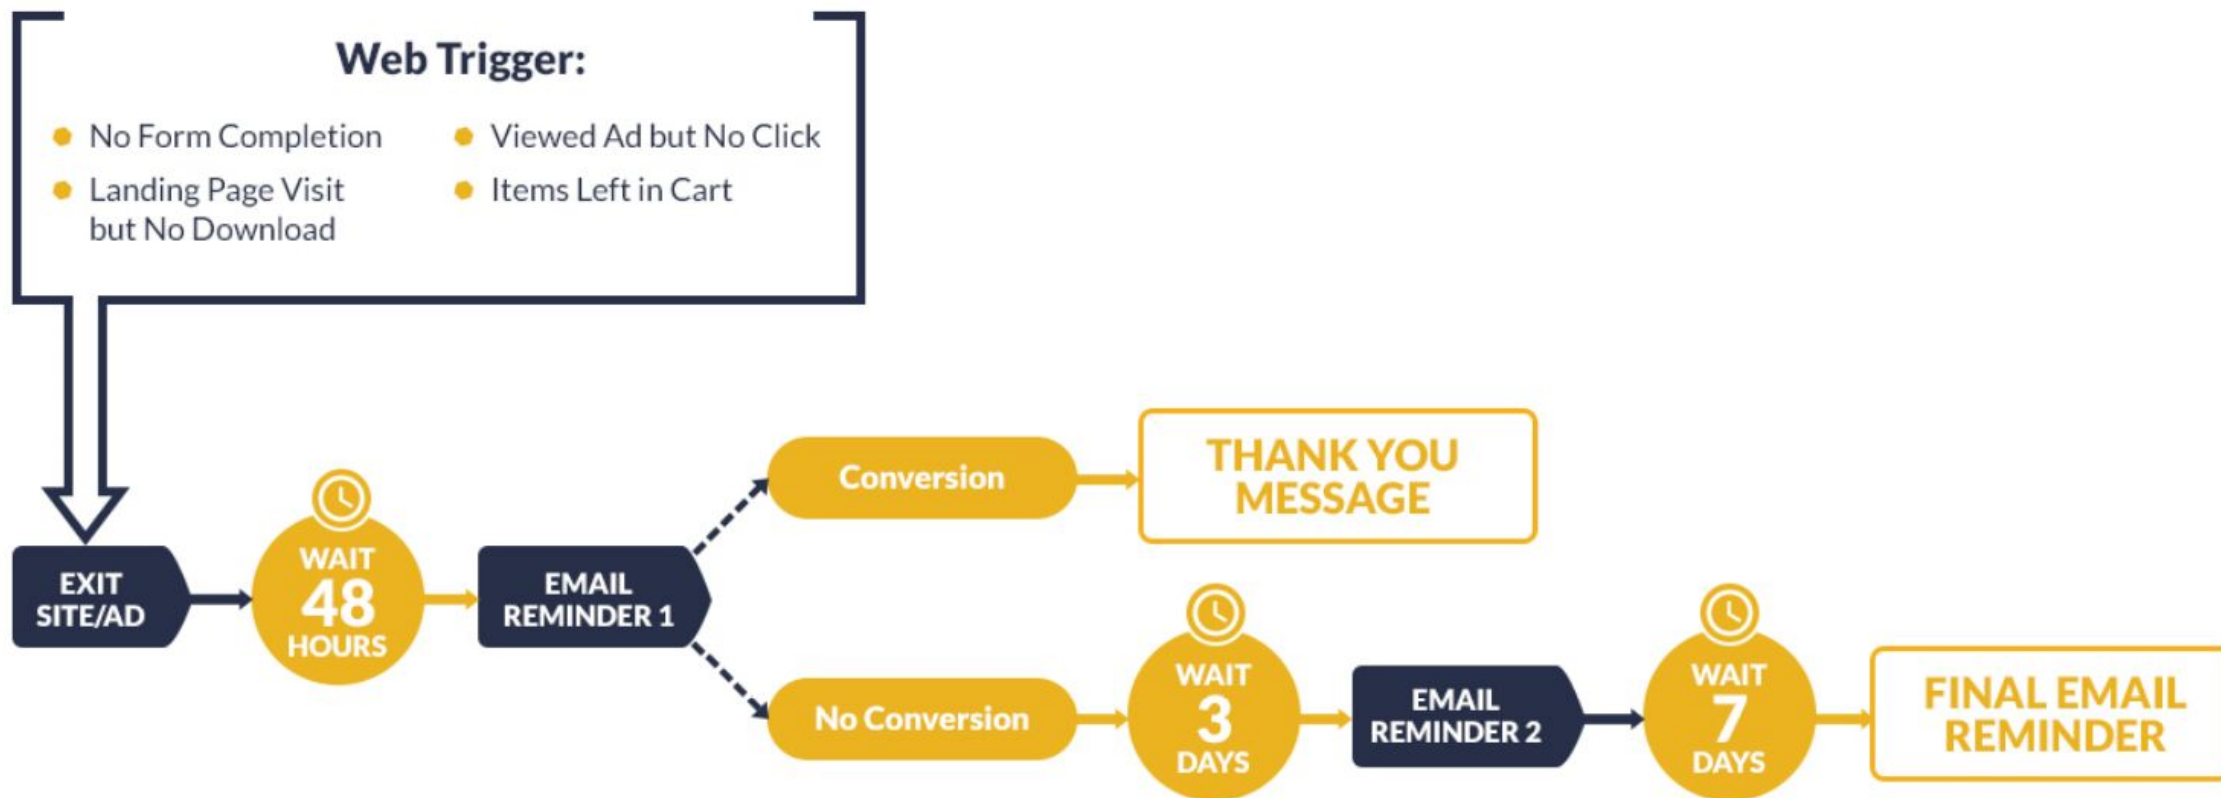 Web Trigger:
No Form Completion
Landing Page Visit
but No Download
Viewed Ad but No Click
Items Left in Cart
EXIT
SITE/AD
WAIT
48
HOURS
EMAIL
REMINDER 1
Conversion
THANK YOU
MESSAGE
No Conversion
WAIT
3
DAYS
EMAIL
REMINDER 2
WAIT
7
DAYS
FINAL EMAIL
REMINDER